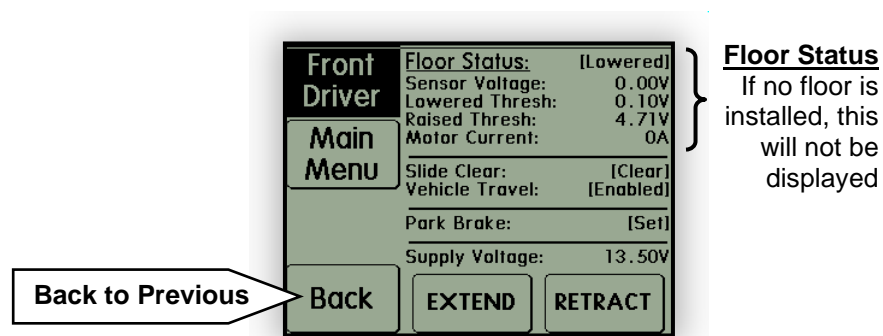 Front
Driver
Main
Menu
Back
Floor Status: [Lowered]
Sensor Voltage: 0.00V
Lowered Thresh: 0.10V
Raised Thresh: 4.71V
Motor Current: 0A
Slide Clear: [Clear]
Vehicle Travel: [Enabled]
Park Brake: [Set]
Supply Voltage: 13.50V
EXTEND RETRACT
Floor Status
If no floor is
installed, this
will not be
displayed
Back to Previous